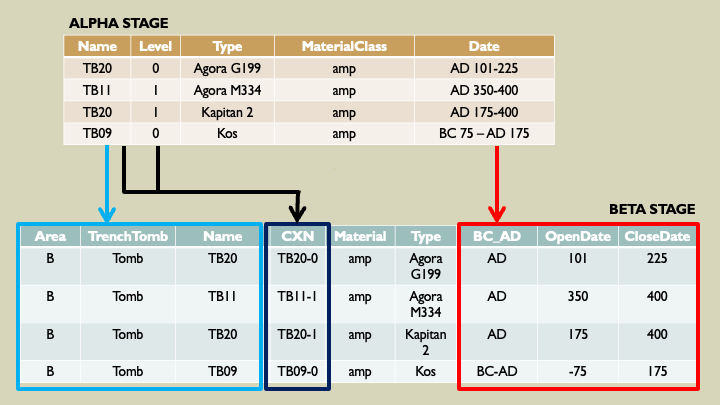 ALPHA STAGE
Name Level Type MaterialClass Date
TB20 0 Agora G199 amp AD 101-225
TB11 1 Agora M334 amp AD 350-400
TB20 1 Kapitan 2 amp AD 175-400
TB09 0 Kos amp BC 75 – AD 175
BETA STAGE
Area TrenchTomb Name CXN Material Type BC_AD OpenDate CloseDate
B Tomb TB20 TB20-0 amp Agora AD 101 225
G199
B Tomb TB11 TB11-1 amp Agora AD 350 400
M334
B Tomb TB20 TB20-1 amp Kapitan AD 175 400
2
B Tomb TB09 TB09-0 amp Kos BC-AD -75 175